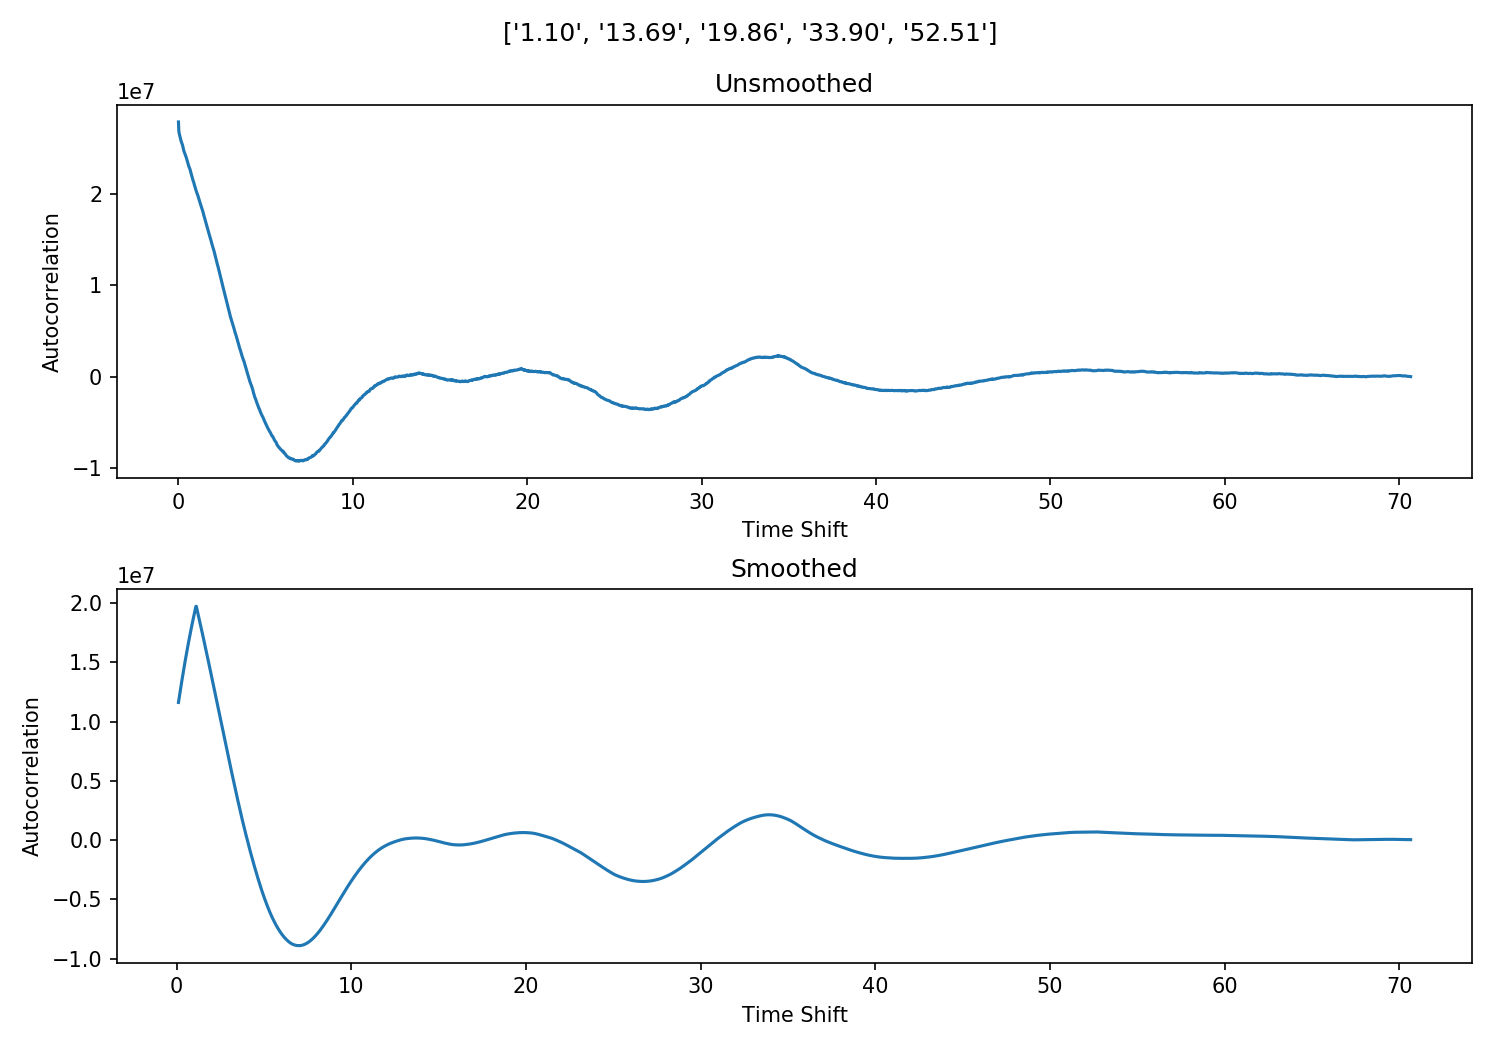 ['1.10', '13.69', '19.86', '33.90', '52.51']
Unsmoothed
1e7
2
1
0
−1
Autocorrelation
0 10 20 30 40 50 60 70
Time Shift
Smoothed
1e7
2.0
1.5
1.0
0.5
0.0
−0.5
−1.0
Autocorrelation
0 10 20 30 40 50 60 70
Time Shift